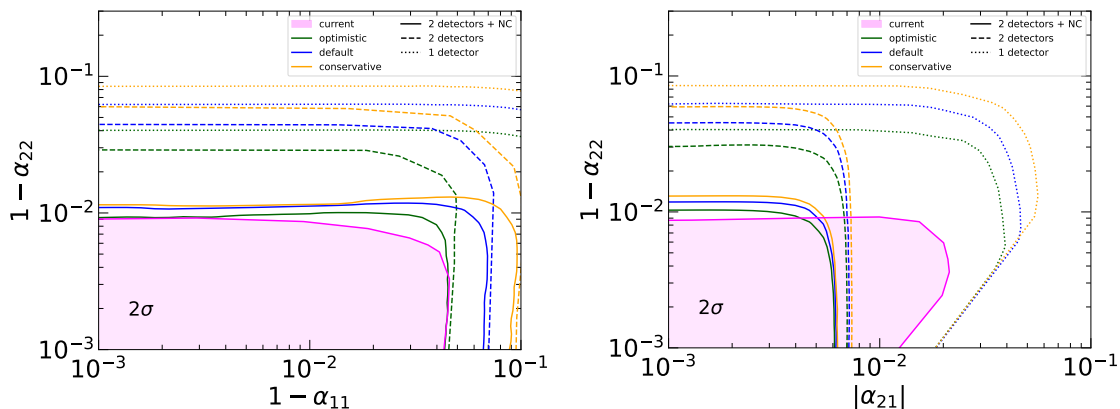 current
optimistic
default
conservative
2 detectors + NC
2 detectors
1 detector
10⁻¹
10⁻²
10⁻³
1 − α₂₂
2σ
10⁻³
10⁻²
10⁻¹
1 − α₁₁
current
optimistic
default
conservative
2 detectors + NC
2 detectors
1 detector
10⁻¹
10⁻²
10⁻³
1 − α₂₂
2σ
10⁻³
10⁻²
10⁻¹
|α₂₁|